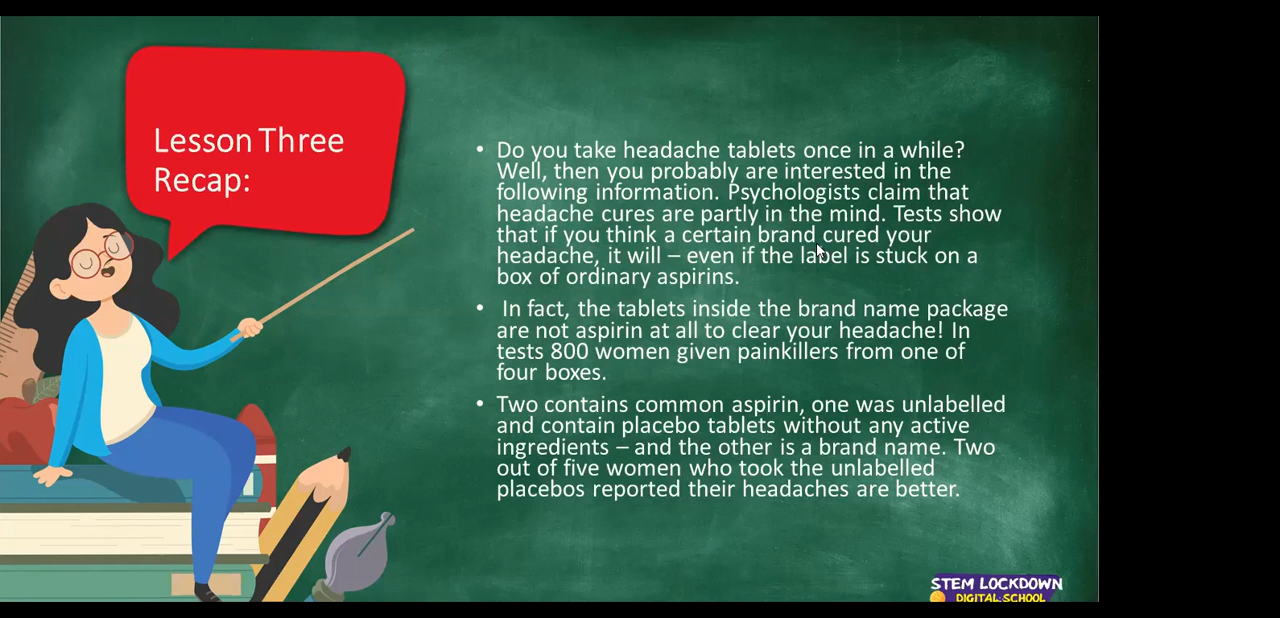 Lesson Three
Recap:
• Do you take headache tablets once in a while?
Well, then you probably are interested in the
following information. Psychologists claim that
headache cures are partly in the mind. Tests show
that if you think a certain brand cured your
headache, it will – even if the label is stuck on a
box of ordinary aspirins.
• In fact, the tablets inside the brand name package
are not aspirin at all to clear your headache! In
tests 800 women given painkillers from one of
four boxes.
• Two contains common aspirin, one was unlabelled
and contain placebo tablets without any active
ingredients – and the other is a brand name. Two
out of five women who took the unlabelled
placebos reported their headaches are better.
STEM LOCKDOWN
DIGITAL SCHOOL